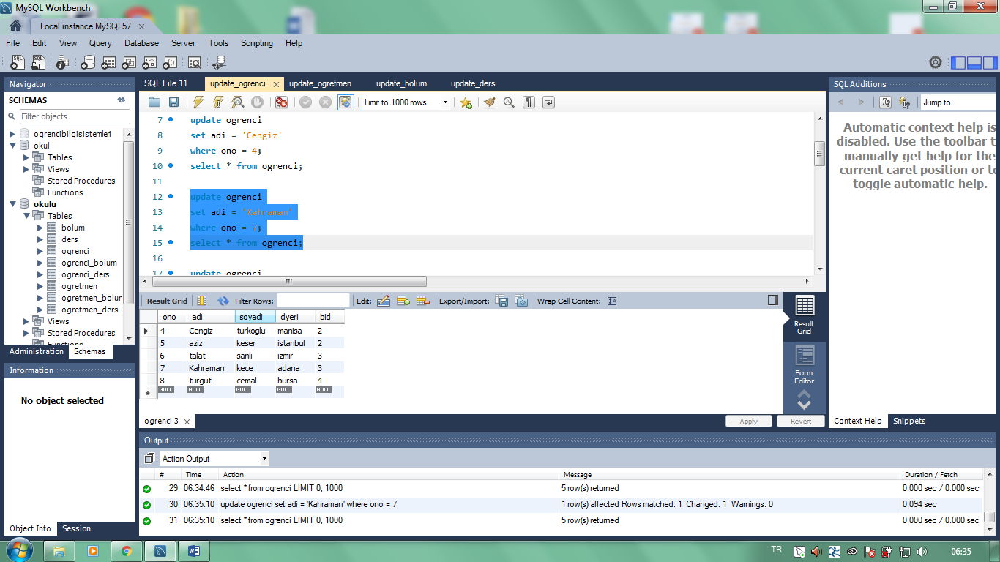 MySQL Workbench
Local instance MySQL57
File Edit View Query Database Server Tools Scripting Help
Navigator
SCHEMAS
Filter objects
ogrencibilgisistemleri
okul
Tables
Views
Stored Procedures
Functions
okulu
Tables
bolum
ders
ogrenci
ogrenci_bolum
ogrenci_ders
ogretmen
ogretmen_bolun
ogretmen_ders
Views
Stored Procedures
Functions
Administration Schemas
Information
No object selected
Object Info Session
SQL File 11 update_ogrenci update_ogretmen update_bolum update_ders
Limit to 1000 rows
7 update ogrenci
8 set adi = 'Cengiz'
9 where ono = 4;
10 select * from ogrenci;
11
12 update ogrenci
13 set adi = 'Kahraman'
14 where ono = 7;
15 select * from ogrenci;
16
17 update ogrenci
Result Grid Filter Rows: Edit: Export/Import: Wrap Cell Content:
ono adi soyadi dyeri bid
4 Cengiz turkoglu manisa 2
5 aziz keser istanbul 2
6 talat sanli izmir 3
7 Kahraman kece adana 3
8 turgut cemal bursa 4
NULL NULL NULL NULL NULL
Result
Grid
Form
Editor
ogrenci 3
Apply Revert
SQL Additions
Jump to
Automatic context help is
disabled. Use the toolbar t
manually get help for the
current caret position or to
toggle automatic help.
Context Help Snippets
Output
Action Output
# Time Action Message Duration / Fetch
29 06:34:46 select * from ogrenci LIMIT 0, 1000 5 row(s) returned 0.000 sec / 0.000 sec
30 06:35:10 update ogrenci set adi = 'Kahraman' where ono = 7 1 row(s) affected Rows matched: 1 Changed: 1 Warnings: 0 0.094 sec
31 06:35:10 select * from ogrenci LIMIT 0, 1000 5 row(s) returned 0.000 sec / 0.000 sec
TR
06:35